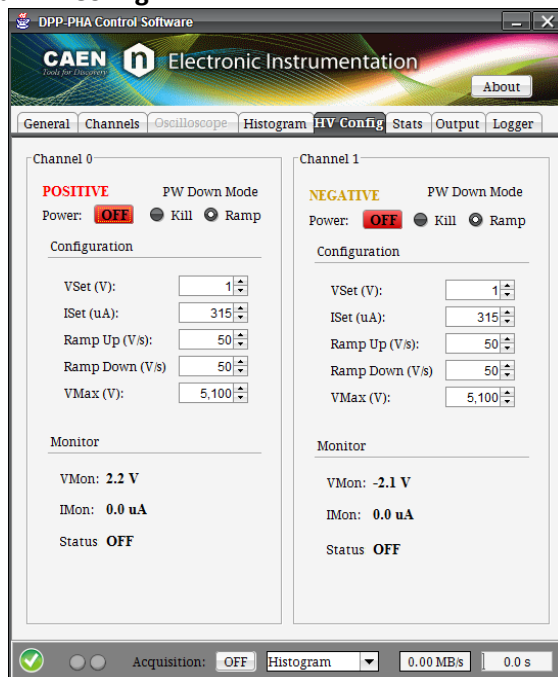 DPP-PHA Control Software
CAEN n Electronic Instrumentation
Tools for Discovery
About
General Channels Oscilloscope Histogram HV Config Stats Output Logger
Channel 0
POSITIVE PW Down Mode
Power: OFF Kill Ramp
Configuration
VSet (V): 1
ISet (uA): 315
Ramp Up (V/s): 50
Ramp Down (V/s) 50
VMax (V): 5,100
Monitor
VMon: 2.2 V
IMon: 0.0 uA
Status OFF
Channel 1
NEGATIVE PW Down Mode
Power: OFF Kill Ramp
Configuration
VSet (V): 1
ISet (uA): 315
Ramp Up (V/s): 50
Ramp Down (V/s) 50
VMax (V): 5,100
Monitor
VMon: -2.1 V
IMon: 0.0 uA
Status OFF
Acquisition: OFF Histogram 0.00 MB/s 0.0 s